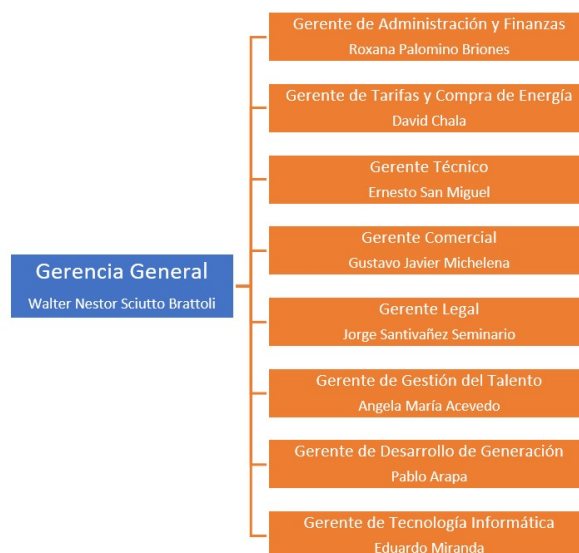 Gerente de Administración y Finanzas
Roxana Palomino Briones
Gerente de Tarifas y Compra de Energía
David Chala
Gerente Técnico
Ernesto San Miguel
Gerente Comercial
Gustavo Javier Michelena
Gerencia General
Walter Nestor Sciutto Brattoli
Gerente Legal
Jorge Santivañez Seminario
Gerente de Gestión del Talento
Angela María Acevedo
Gerente de Desarrollo de Generación
Pablo Arapa
Gerente de Tecnología Informática
Eduardo Miranda